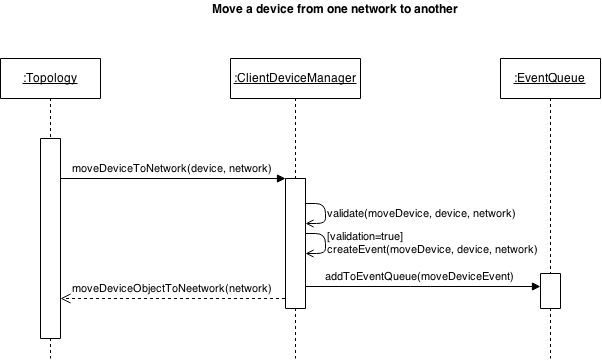 Move a device from one network to another
:Topology
:ClientDeviceManager
:EventQueue
moveDeviceToNetwork(device, network)
validate(moveDevice, device, network)
[validation=true]
createEvent(moveDevice, device, network)
addToEventQueue(moveDeviceEvent)
moveDeviceObjectToNeetwork(network)